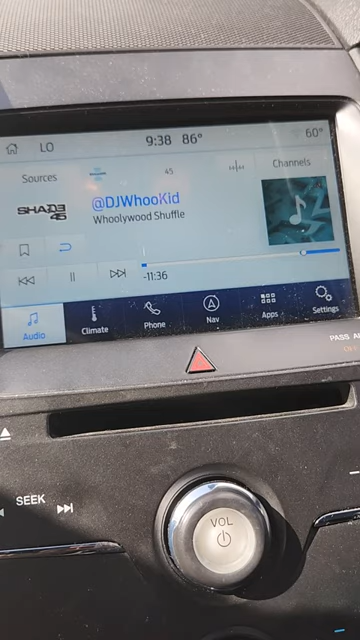 LO 9:38 86° 60°
Sources 45 Channels
SHADE 45
@DJWhooKid
Whoolywood Shuffle
-11:36
Audio Climate Phone Nav Apps Settings
PASS
SEEK
VOL